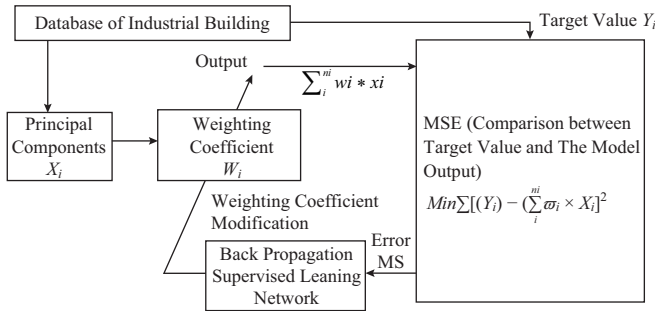 Database of Industrial Building
Target Value Yi
Output
∑ i ni wi * xi
Principal
Components
Xi
Weighting
Coefficient
Wi
MSE (Comparison between
Target Value and The Model
Output)
Min∑[(Yi) − (∑ i ni ϖi × Xi]²
Weighting Coefficient
Modification
Error
MS
Back Propagation
Supervised Leaning
Network